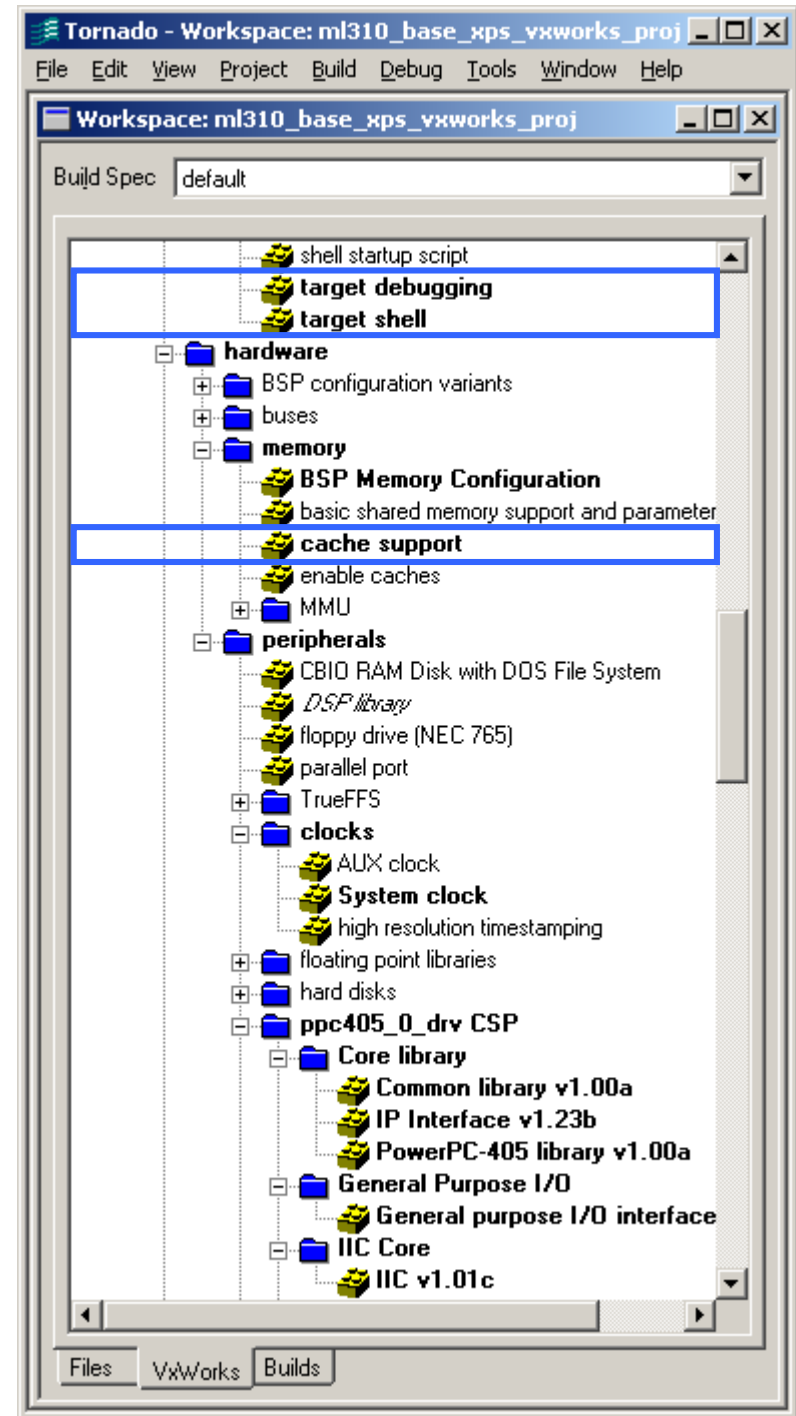 Tornado - Workspace: ml310_base_xps_vxworks_proj
File Edit View Project Build Debug Tools Window Help
Workspace: ml310_base_xps_vxworks_proj
Build Spec default
shell startup script
target debugging
target shell
hardware
BSP configuration variants
buses
memory
BSP Memory Configuration
basic shared memory support and parameter
cache support
enable caches
MMU
peripherals
CBIO RAM Disk with DOS File System
DSP library
floppy drive (NEC 765)
parallel port
TrueFFS
clocks
AUX clock
System clock
high resolution timestamping
floating point libraries
hard disks
ppc405_0_drv CSP
Core library
Common library v1.00a
IP Interface v1.23b
PowerPC-405 library v1.00a
General Purpose I/O
General purpose I/O interface
IIC Core
IIC v1.01c
Files VxWorks Builds